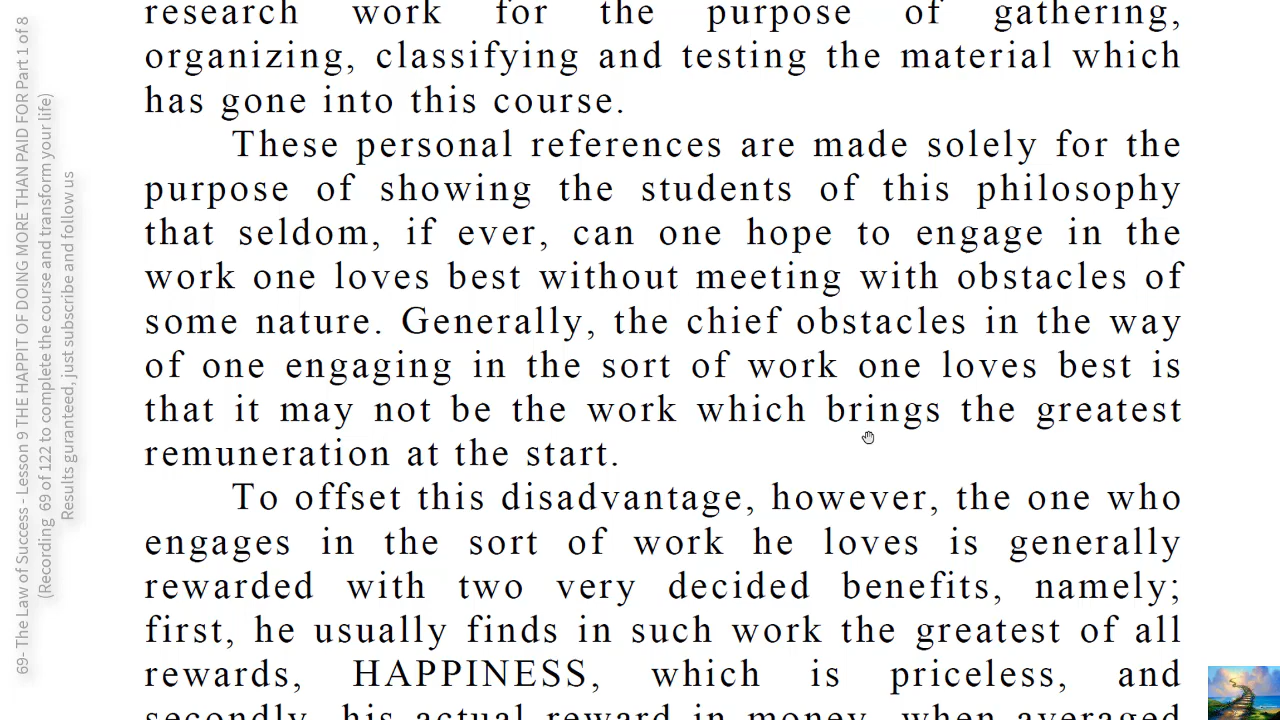 research work for the purpose of gathering,
organizing, classifying and testing the material which
has gone into this course.
These personal references are made solely for the
purpose of showing the students of this philosophy
that seldom, if ever, can one hope to engage in the
work one loves best without meeting with obstacles of
some nature. Generally, the chief obstacles in the way
of one engaging in the sort of work one loves best is
that it may not be the work which brings the greatest
remuneration at the start.
To offset this disadvantage, however, the one who
engages in the sort of work he loves is generally
rewarded with two very decided benefits, namely;
first, he usually finds in such work the greatest of all
rewards, HAPPINESS, which is priceless, and
secondly, his actual reward in money, when averaged
69- The Law of Success - Lesson 9 THE HAPPIT OF DOING MORE THAN PAID FOR Part 1 of 8
(Recording 69 of 122 to complete the course and transform your life)
Results guranteed, just subscribe and follow us